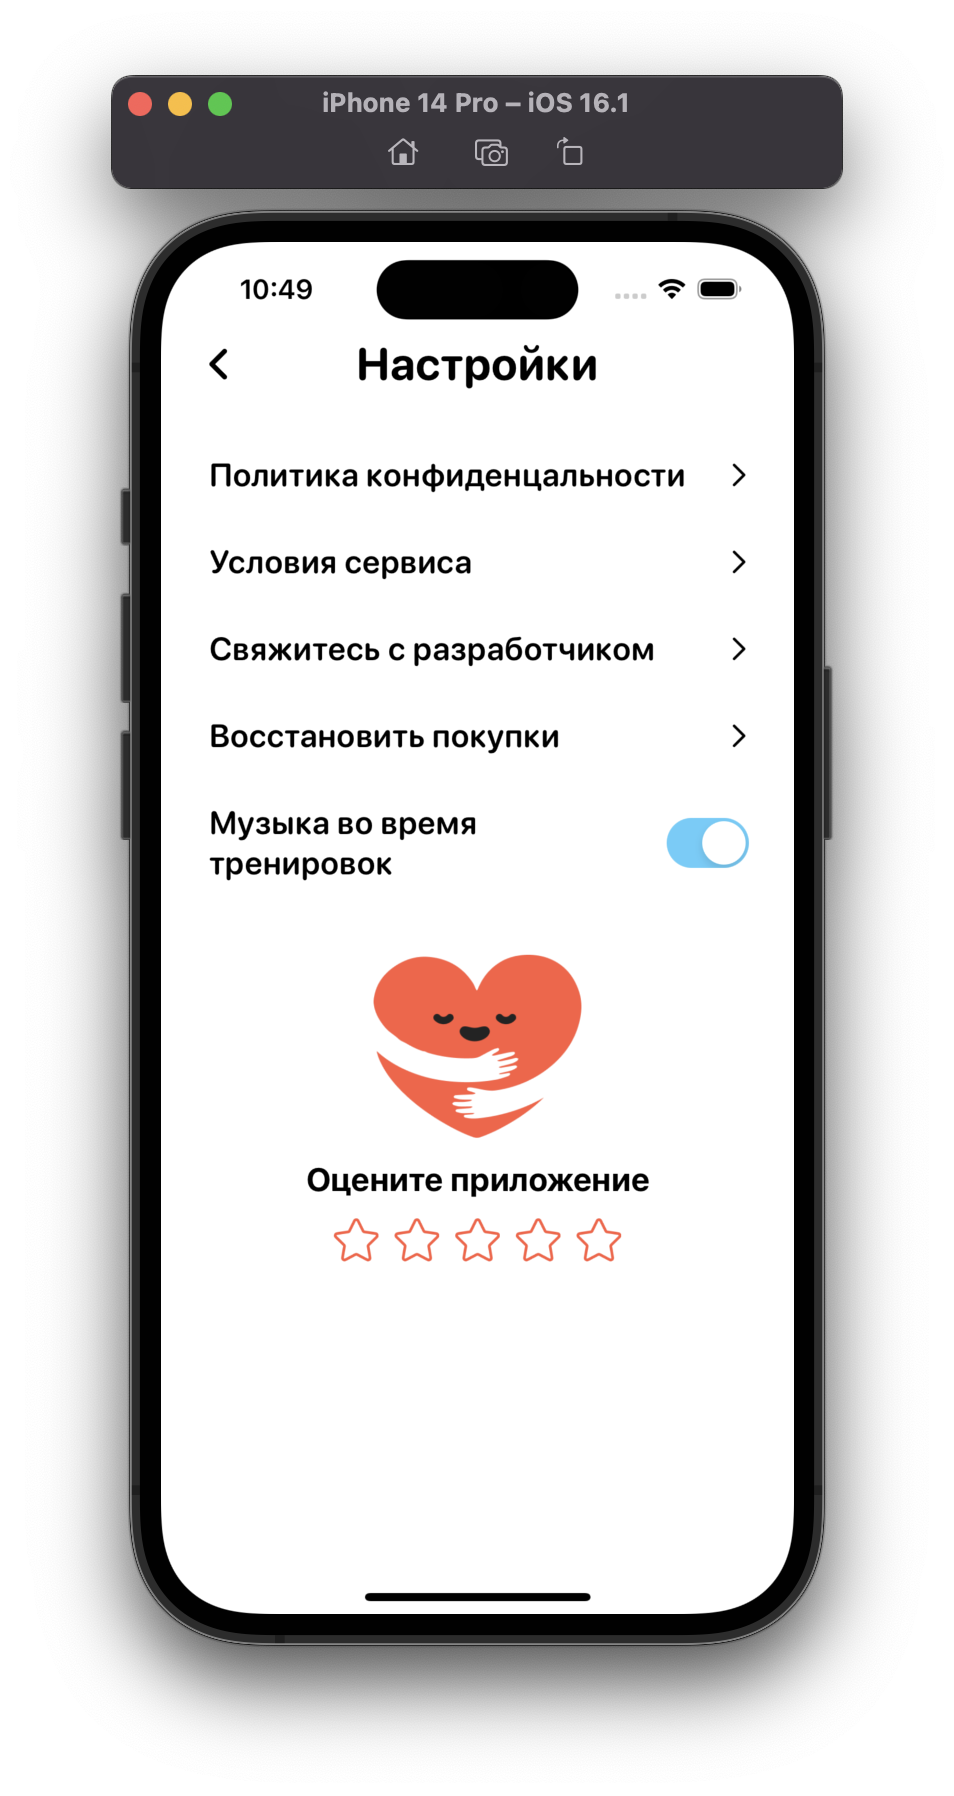 iPhone 14 Pro – iOS 16.1
10:49
Настройки
Политика конфиденцальности
Условия сервиса
Свяжитесь с разработчиком
Восстановить покупки
Музыка во время
тренировок
Оцените приложение